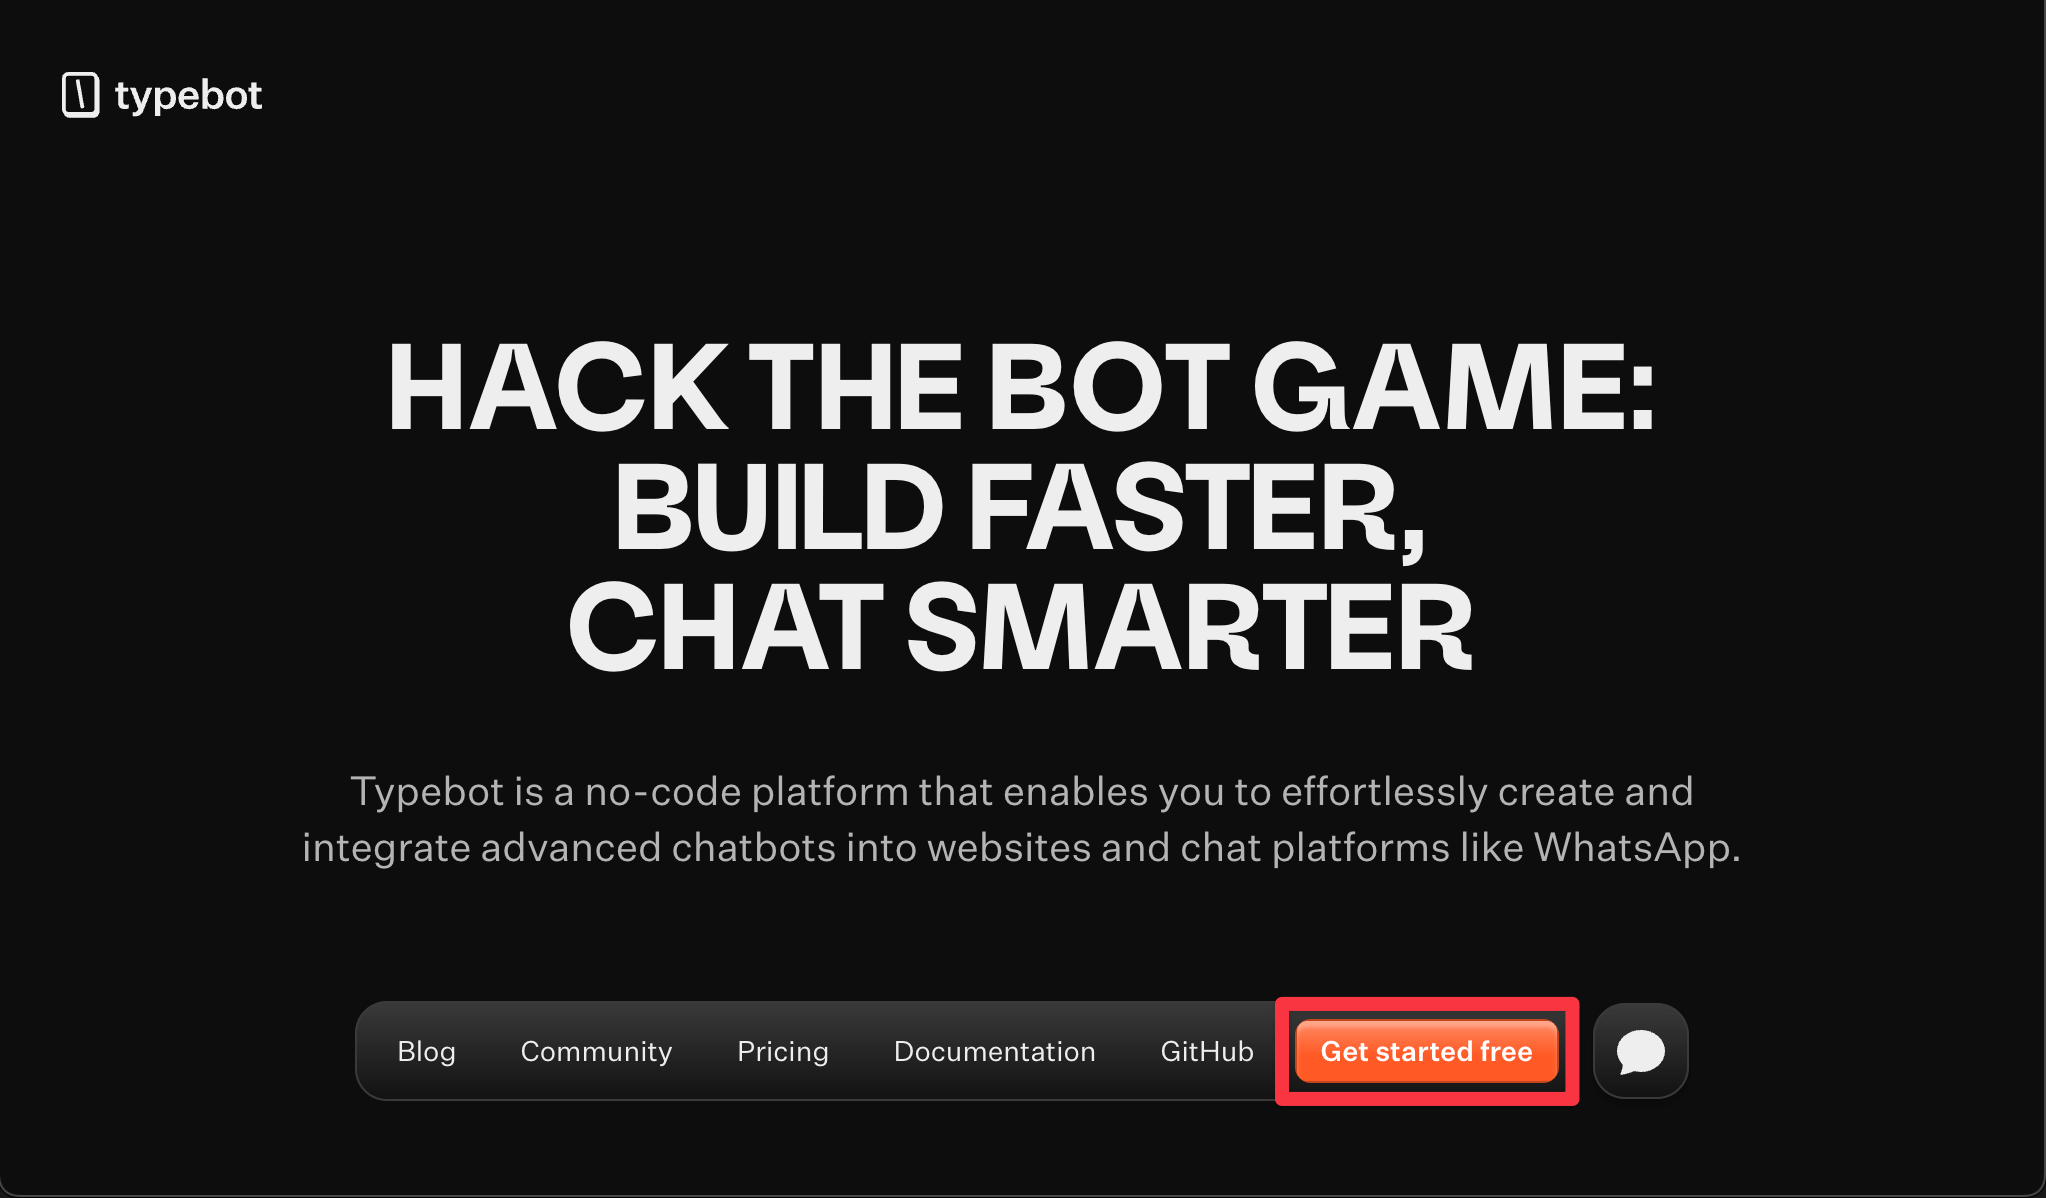 typebot
HACK THE BOT GAME:
BUILD FASTER,
CHAT SMARTER
Typebot is a no-code platform that enables you to effortlessly create and
integrate advanced chatbots into websites and chat platforms like WhatsApp.
Blog Community Pricing Documentation GitHub Get started free